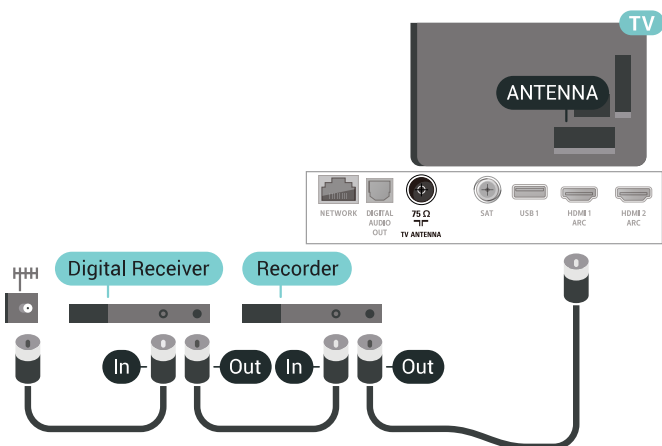 TV
ANTENNA
NETWORK
DIGITAL
AUDIO
OUT
75 Ω
TV ANTENNA
SAT
USB 1
HDMI 1
ARC
HDMI 2
ARC
Digital Receiver
Recorder
In
Out
In
Out